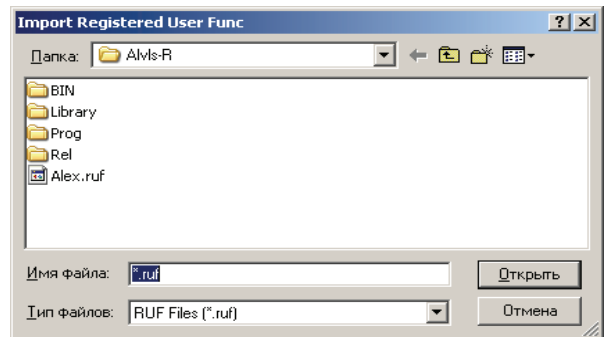 Import Registered User Func
Папка: Alvls-R
BIN
Library
Prog
Rel
Alex.ruf
Имя файла: *.ruf Открыть
Тип файлов: RUF Files (*.ruf) Отмена